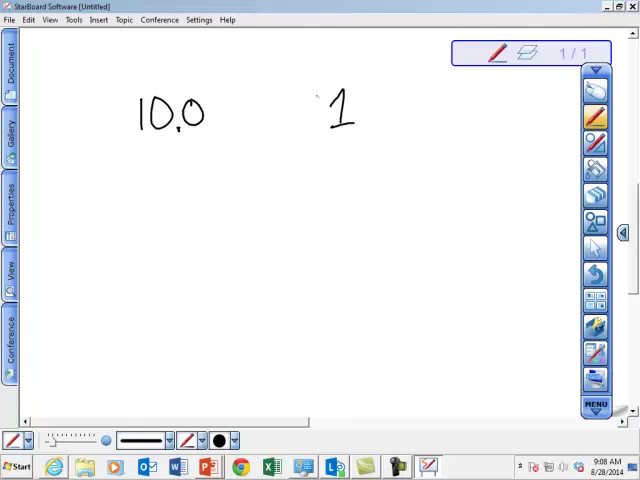 StarBoard Software [Untitled]
File Edit View Tools Insert Topic Conference Settings Help
1 / 1
10.0 1
Document
Gallery
Properties
View
Conference
MENU
Start
9:08 AM
8/28/2014